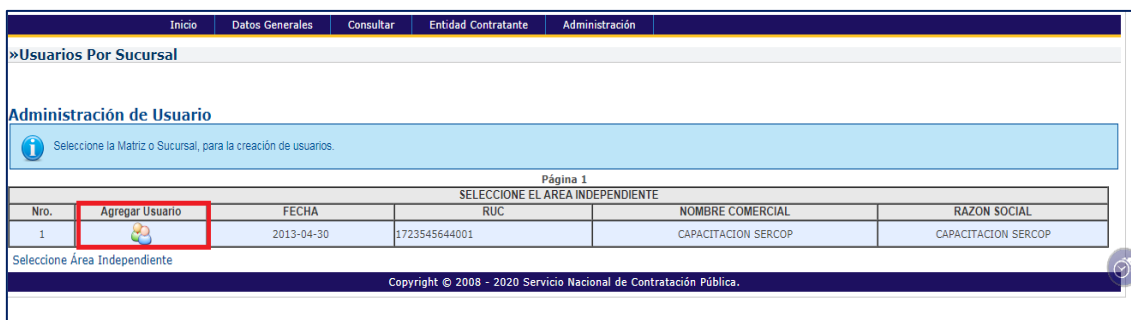 Inicio Datos Generales Consultar Entidad Contratante Administración
»Usuarios Por Sucursal
Administración de Usuario
Seleccione la Matriz o Sucursal, para la creación de usuarios.
Página 1
SELECCIONE EL AREA INDEPENDIENTE
Nro. Agregar Usuario FECHA RUC NOMBRE COMERCIAL RAZON SOCIAL
1 2013-04-30 1723545644001 CAPACITACION SERCOP CAPACITACION SERCOP
Seleccione Área Independiente
Copyright © 2008 - 2020 Servicio Nacional de Contratación Pública.